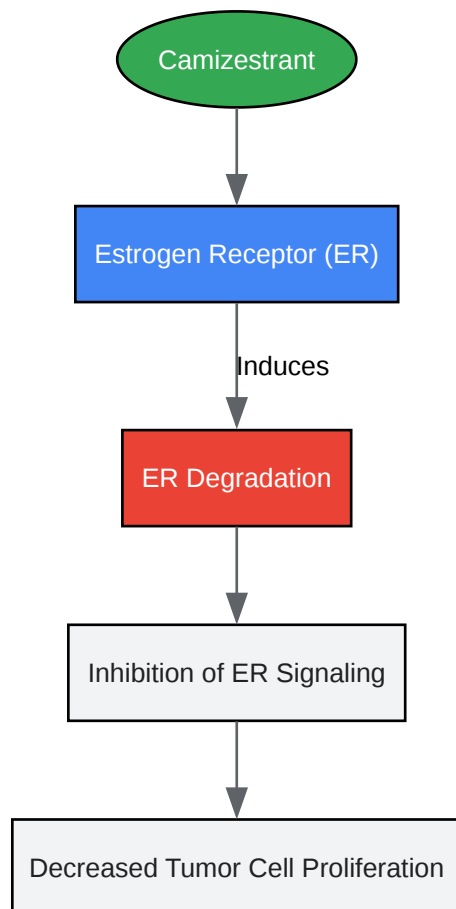 Camizestrant
Estrogen Receptor (ER)
Induces
ER Degradation
Inhibition of ER Signaling
Decreased Tumor Cell Proliferation